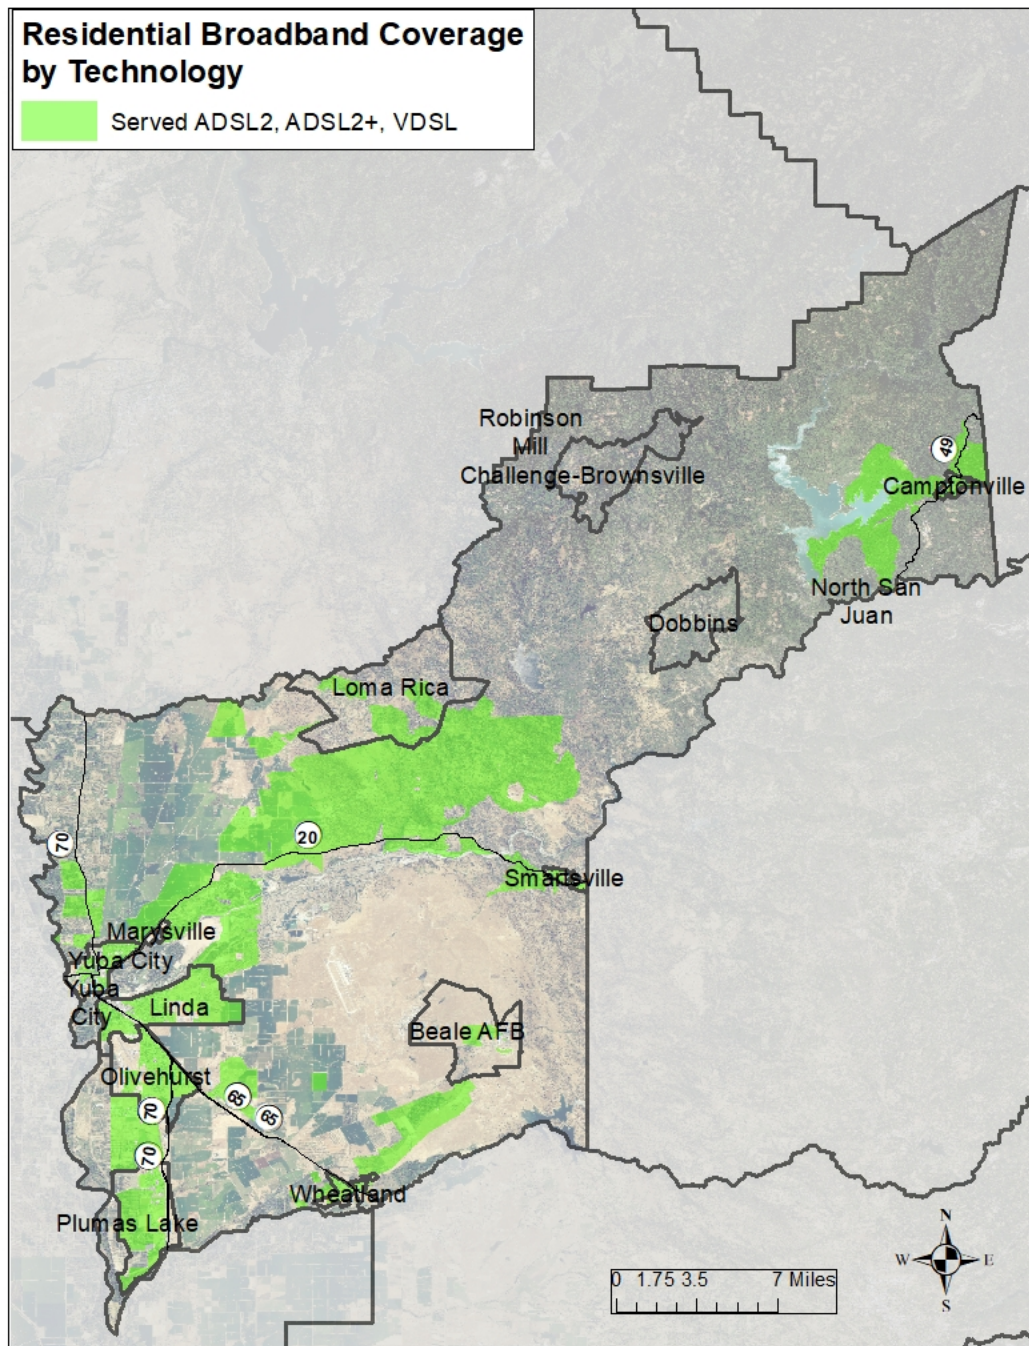 Residential Broadband Coverage
by Technology
Served ADSL2, ADSL2+, VDSL
Robinson
Mill
Challenge-Brownsville
49
Camptonville
North San
Juan
Dobbins
Loma Rica
70
20
Smartsville
Marysville
Yuba City
Yuba
City
Linda
Beale AFB
Olivehurst
65
65
70
70
Wheatland
Plumas Lake
N
W
E
S
0 1.75 3.5 7 Miles